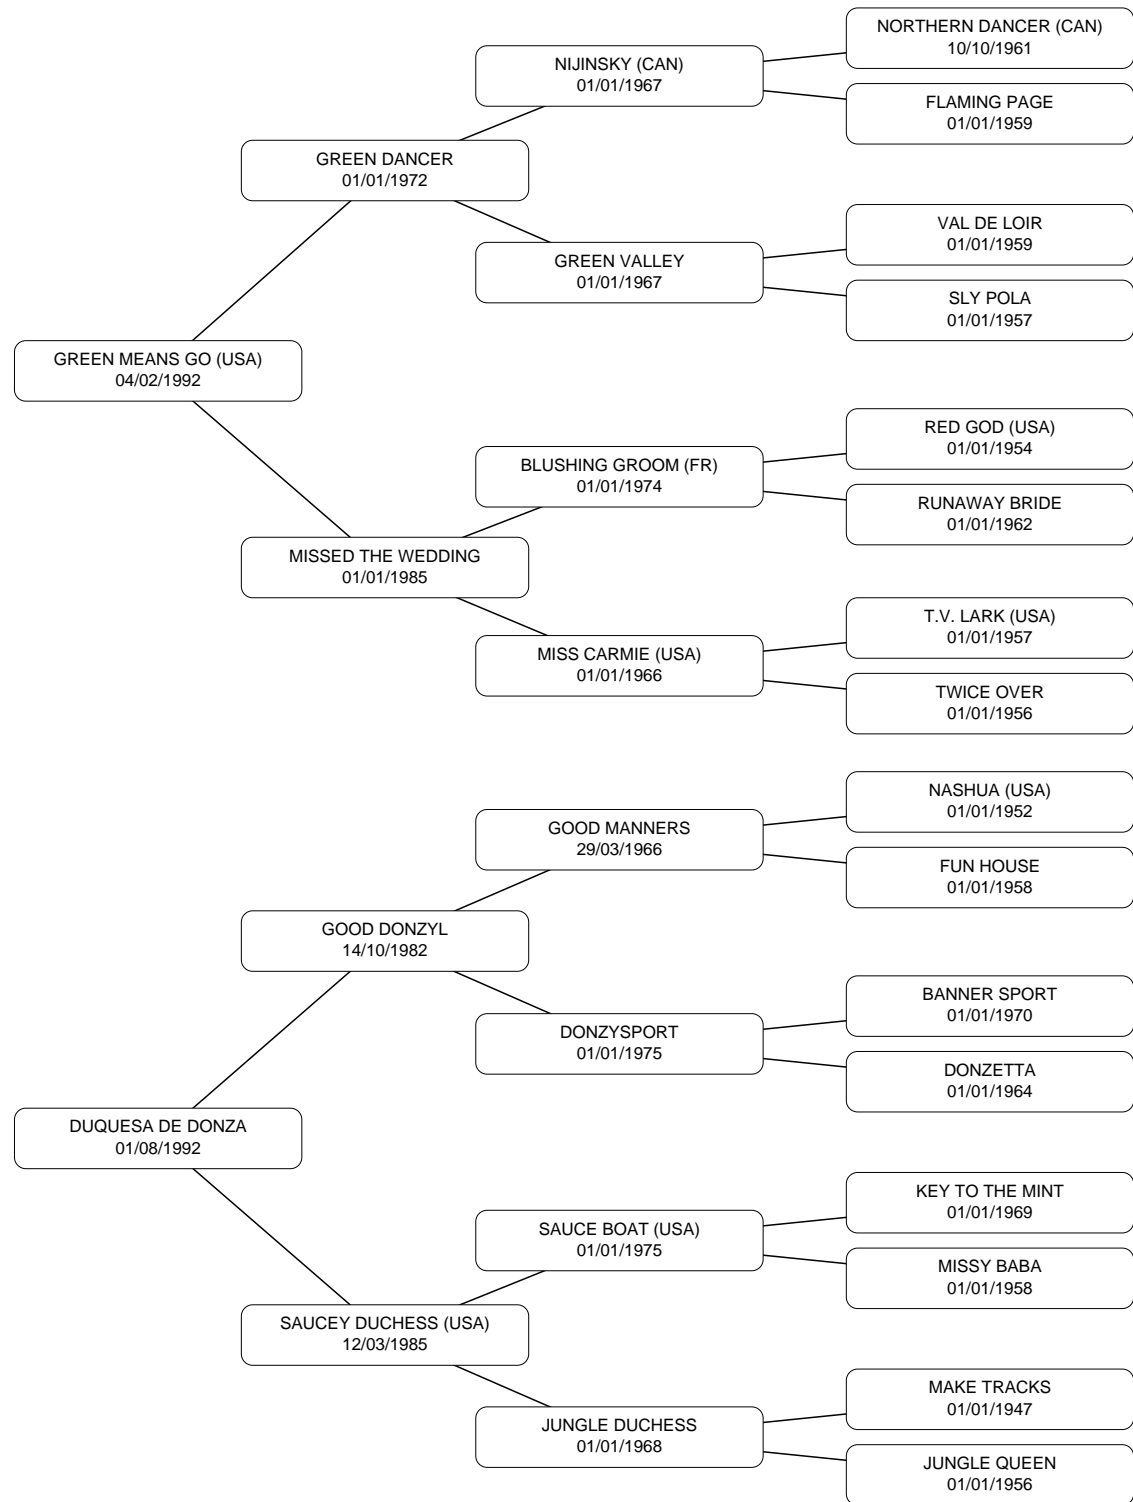 NORTHERN DANCER (CAN)
10/10/1961
NIJINSKY (CAN)
01/01/1967
FLAMING PAGE
01/01/1959
GREEN DANCER
01/01/1972
VAL DE LOIR
01/01/1959
GREEN VALLEY
01/01/1967
SLY POLA
01/01/1957
GREEN MEANS GO (USA)
04/02/1992
RED GOD (USA)
01/01/1954
BLUSHING GROOM (FR)
01/01/1974
RUNAWAY BRIDE
01/01/1962
MISSED THE WEDDING
01/01/1985
T.V. LARK (USA)
01/01/1957
MISS CARMIE (USA)
01/01/1966
TWICE OVER
01/01/1956
NASHUA (USA)
01/01/1952
GOOD MANNERS
29/03/1966
FUN HOUSE
01/01/1958
GOOD DONZYL
14/10/1982
BANNER SPORT
01/01/1970
DONZYSPORT
01/01/1975
DONZETTA
01/01/1964
DUQUESA DE DONZA
01/08/1992
KEY TO THE MINT
01/01/1969
SAUCE BOAT (USA)
01/01/1975
MISSY BABA
01/01/1958
SAUCEY DUCHESS (USA)
12/03/1985
MAKE TRACKS
01/01/1947
JUNGLE DUCHESS
01/01/1968
JUNGLE QUEEN
01/01/1956